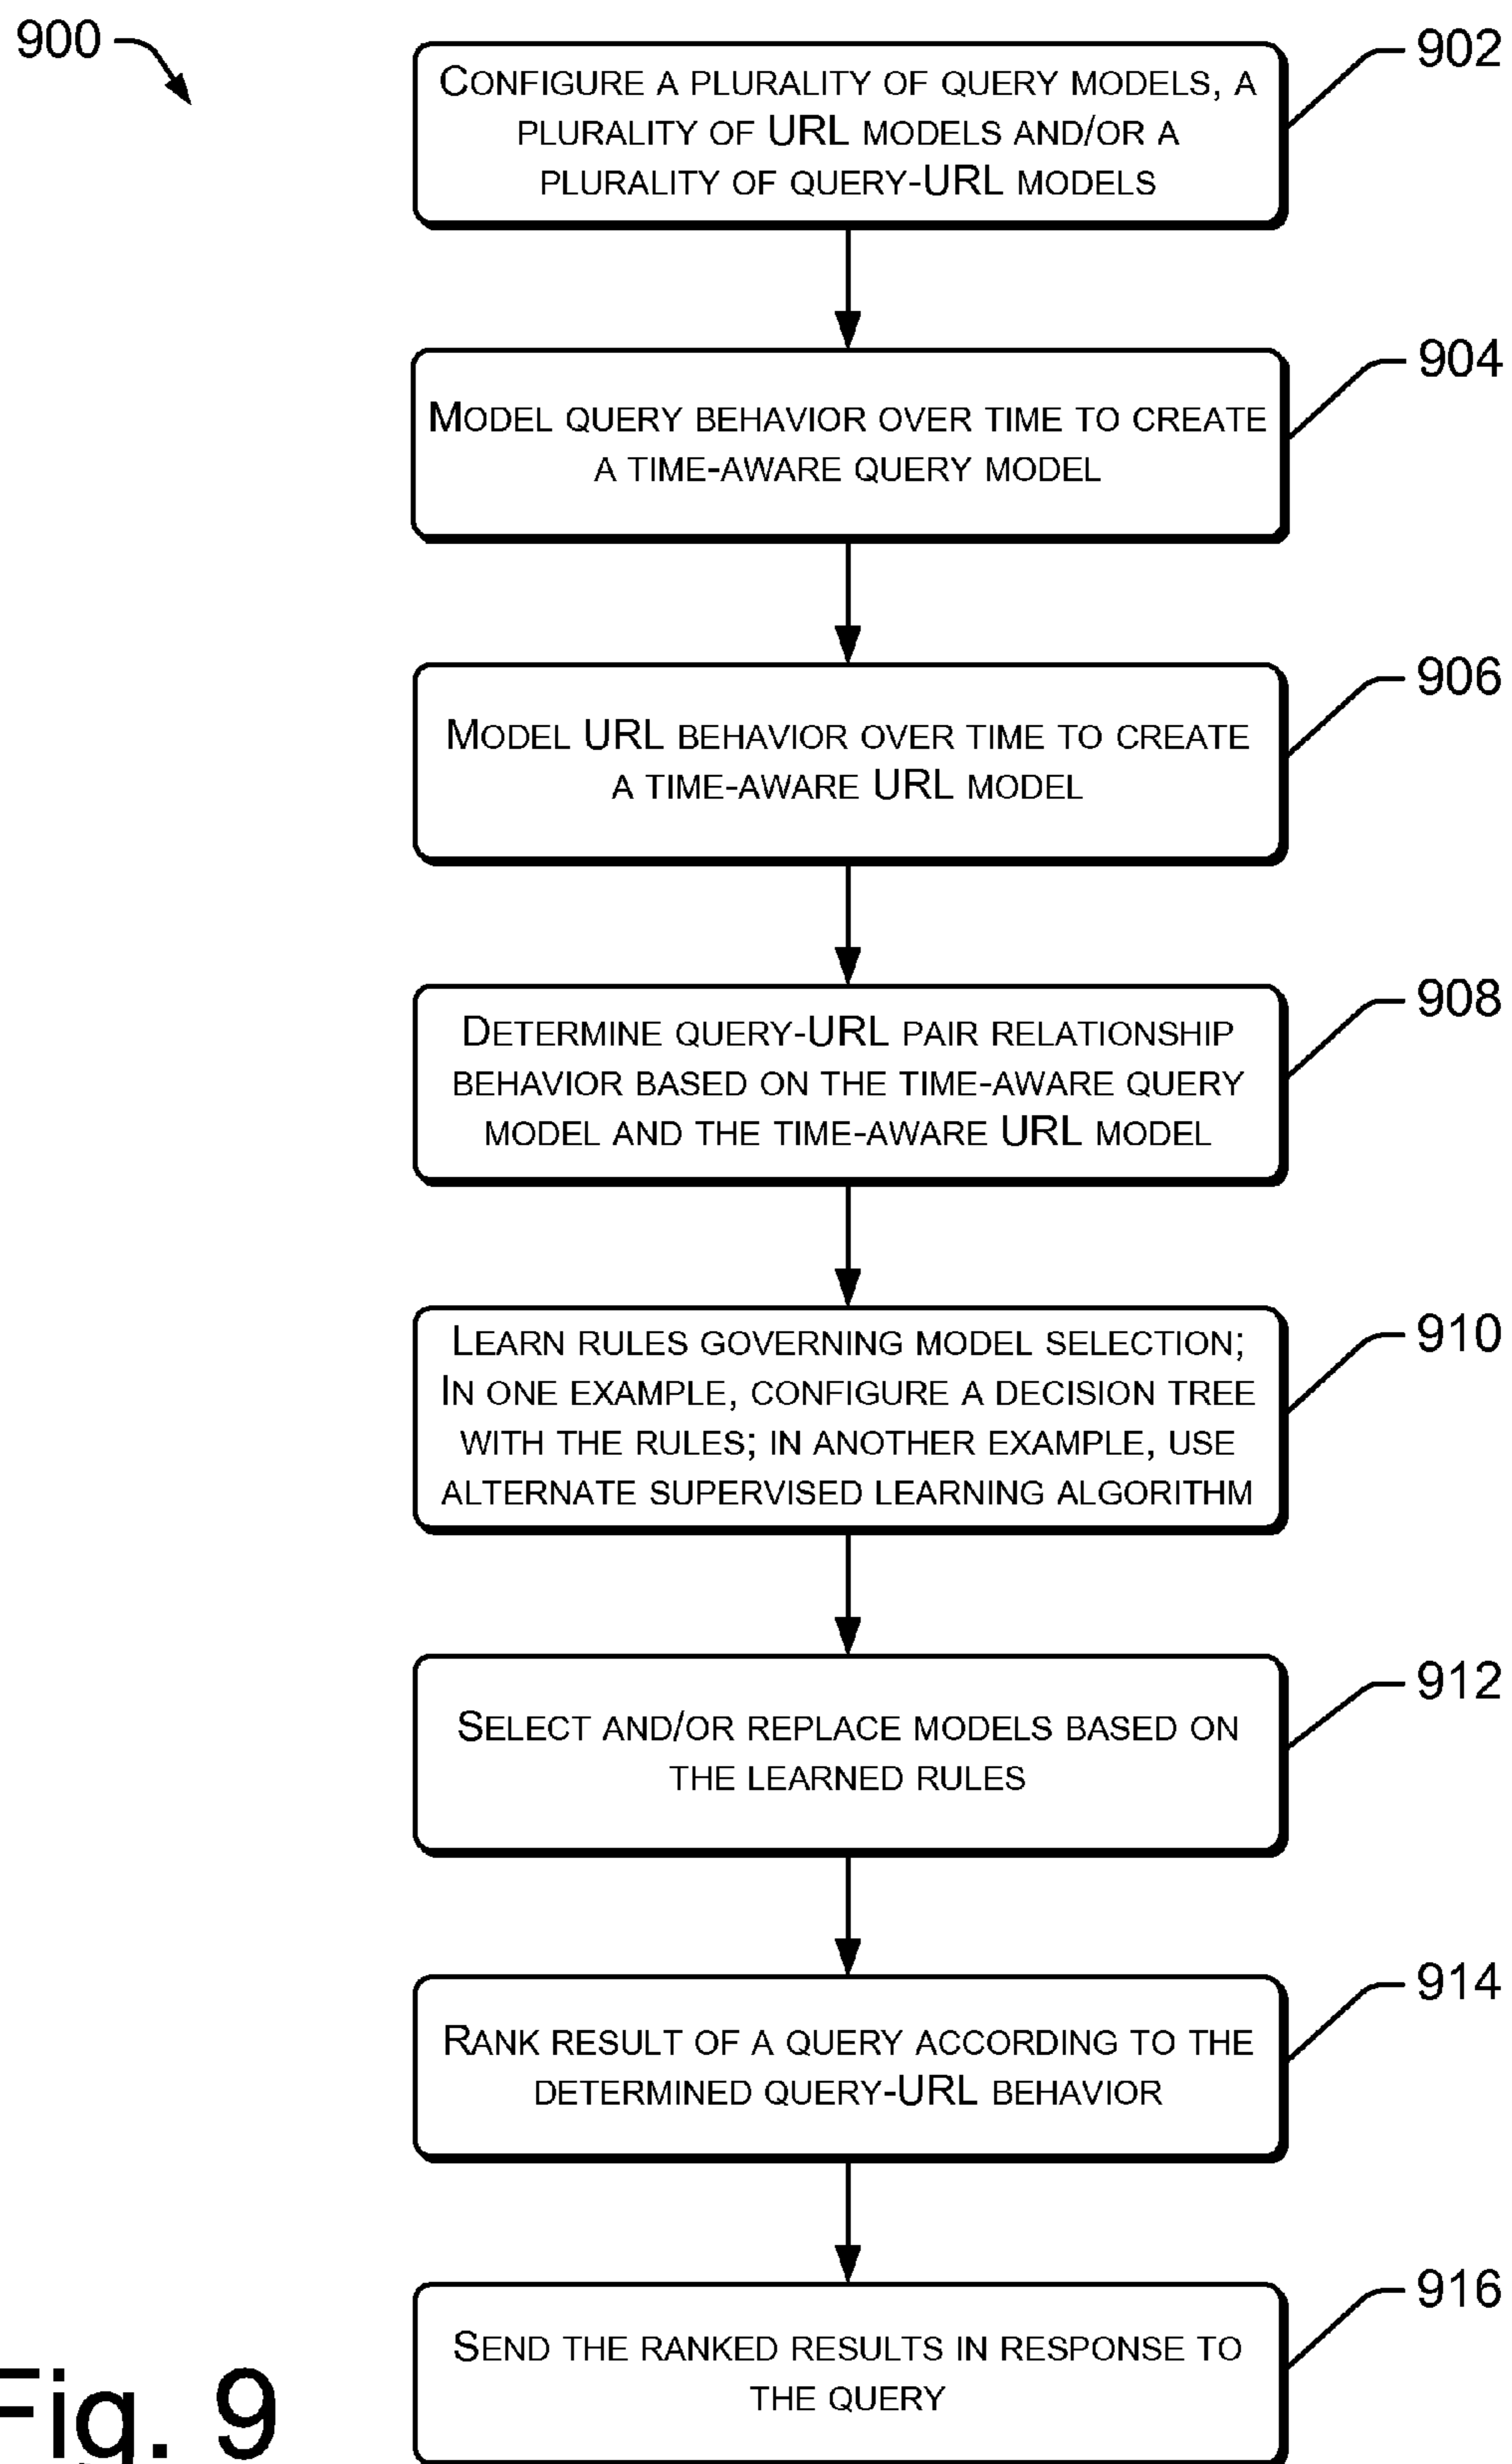 900
902
CONFIGURE A PLURALITY OF QUERY MODELS, A
PLURALITY OF URL MODELS AND/OR A
PLURALITY OF QUERY-URL MODELS
904
MODEL QUERY BEHAVIOR OVER TIME TO CREATE
A TIME-AWARE QUERY MODEL
906
MODEL URL BEHAVIOR OVER TIME TO CREATE
A TIME-AWARE URL MODEL
908
DETERMINE QUERY-URL PAIR RELATIONSHIP
BEHAVIOR BASED ON THE TIME-AWARE QUERY
MODEL AND THE TIME-AWARE URL MODEL
910
LEARN RULES GOVERNING MODEL SELECTION;
IN ONE EXAMPLE, CONFIGURE A DECISION TREE
WITH THE RULES; IN ANOTHER EXAMPLE, USE
ALTERNATE SUPERVISED LEARNING ALGORITHM
912
SELECT AND/OR REPLACE MODELS BASED ON
THE LEARNED RULES
914
RANK RESULT OF A QUERY ACCORDING TO THE
DETERMINED QUERY-URL BEHAVIOR
916
SEND THE RANKED RESULTS IN RESPONSE TO
THE QUERY
Fig. 9